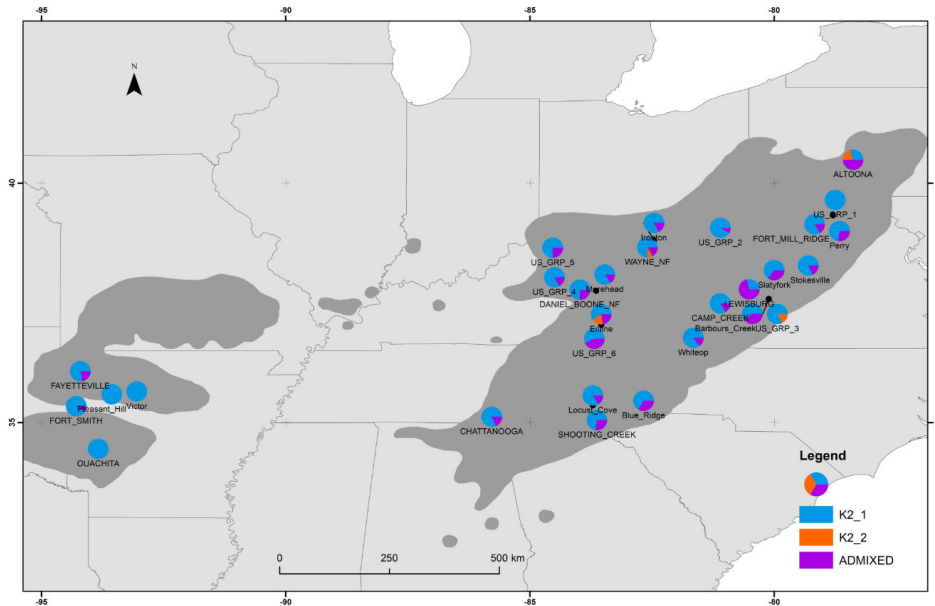 -95 -90 -85 -80
N
40 40
ALTOONA
US_GRP_1
FORT_MILL_RIDGE
Perry
US_GRP_2
Ironton
WAYNE_NF
US_GRP_5
Stokesville
Slatyfork
US_GRP_4
Morehead
DANIEL_BOONE_NF
LEWISBURG
CAMP_CREEK
Barbours_Creek
US_GRP_3
Whiteop
US_GRP_6
FAYETTEVILLE
Pleasant_Hill
Victor
FORT_SMITH
OUACHITA
35 35
Locust_Cove
Blue_Ridge
CHATTANOOGA
SHOOTING_CREEK
Legend
K2_1
K2_2
ADMIXED
0 250 500 km
-95 -90 -85 -80